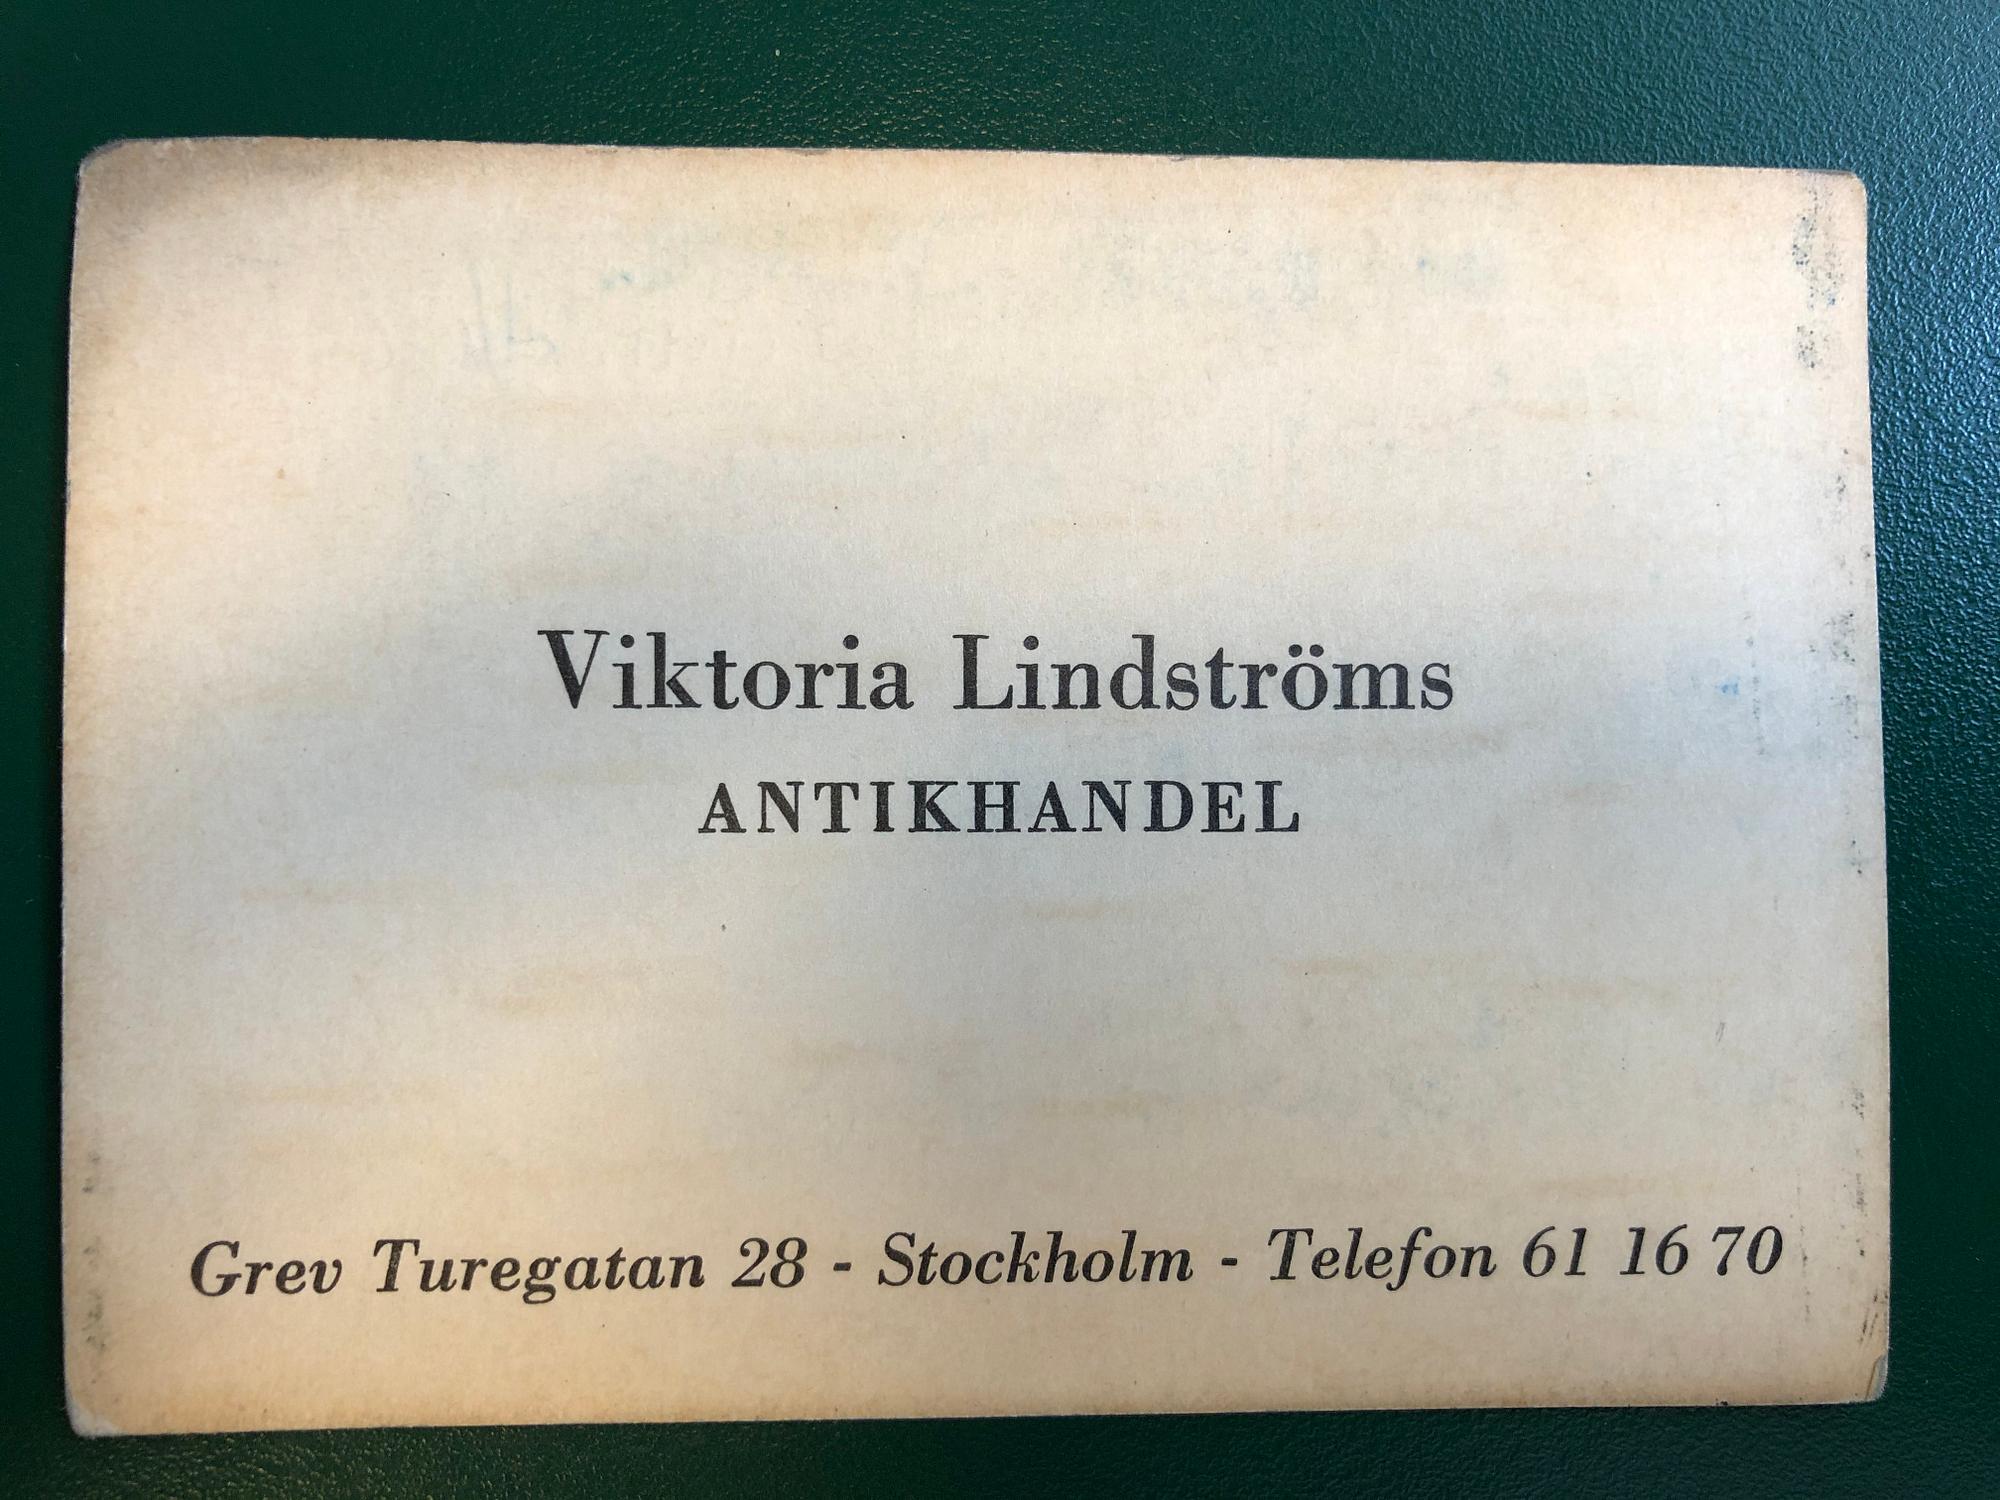 Viktoria Lindströms
ANTIKHANDEL
Grev Turegatan 28 - Stockholm - Telefon 61 16 70